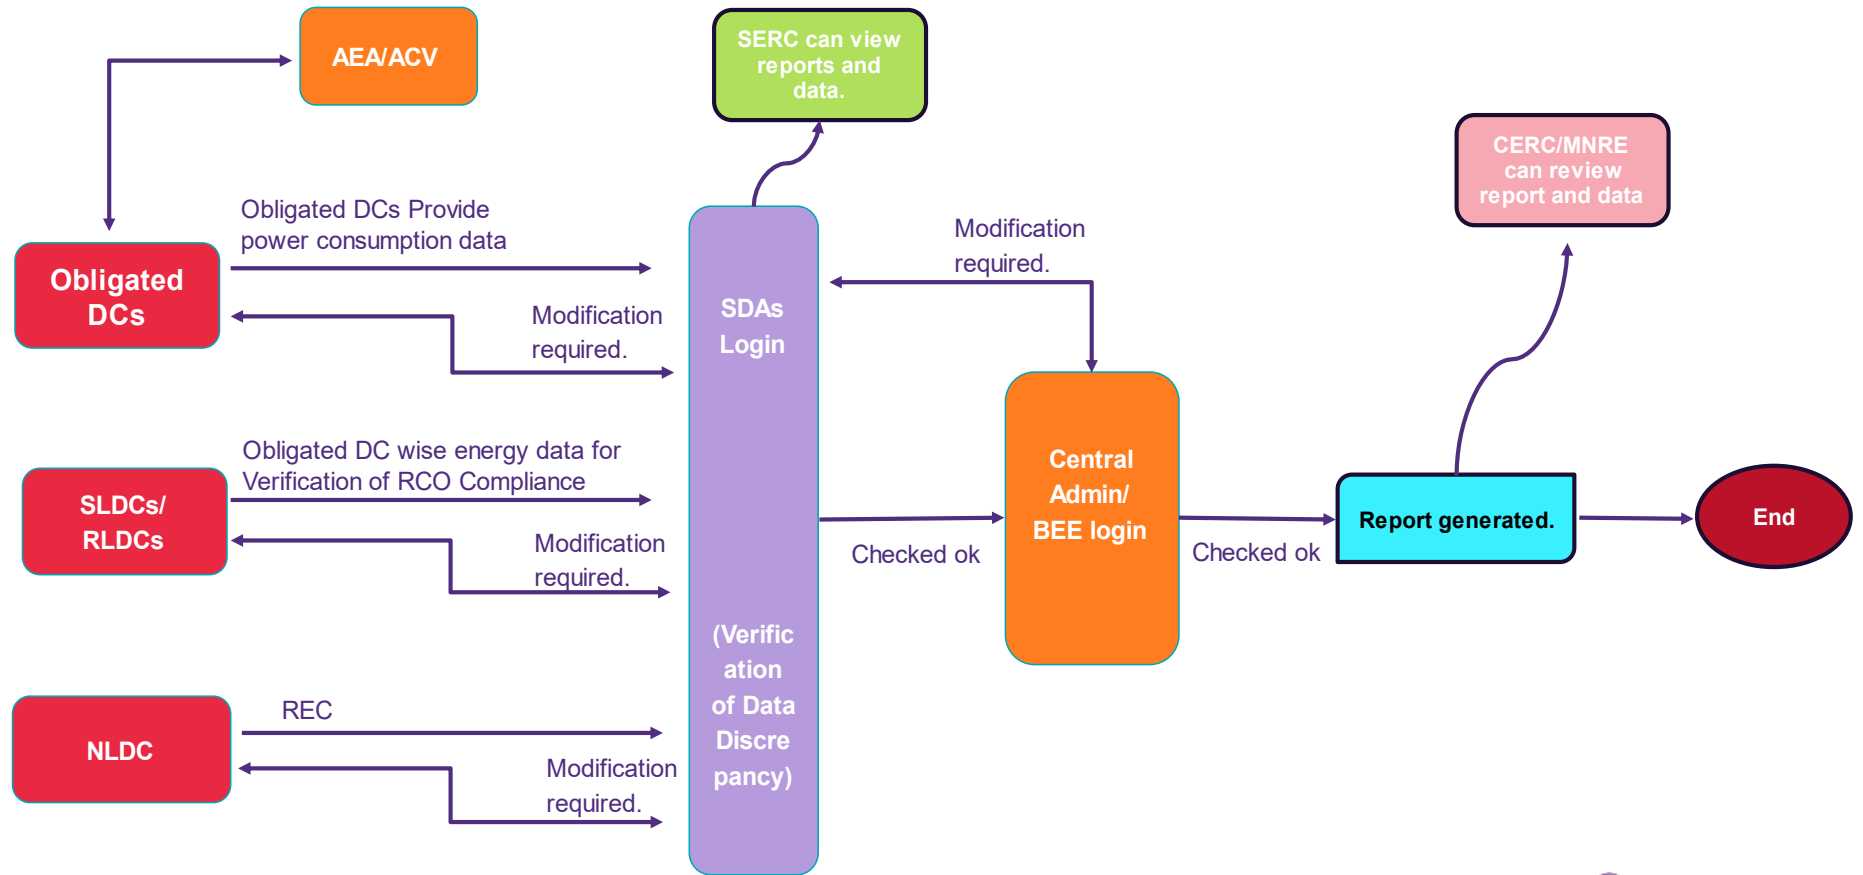 AEA/ACV
SERC can view
reports and
data.
CERC/MNRE
can review
report and data
Obligated DCs Provide
power consumption data
Obligated
DCs
Modification
required.
SDAs
Login
Modification
required.
Obligated DC wise energy data for
Verification of RCO Compliance
SLDCs/
RLDCs
Modification
required.
Central
Admin/
BEE login
Checked ok
Checked ok
Report generated.
End
(Verific
ation
of Data
Discre
pancy)
REC
NLDC
Modification
required.